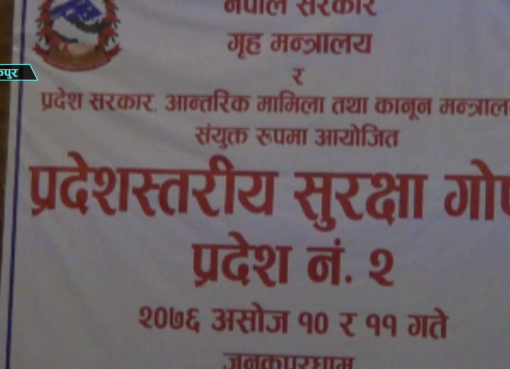 नेपाल सरकार
गृह मन्त्रालय
र
प्रदेश सरकार, आन्तरिक मामिला तथा कानून
संयुक्त रुपमा आयोजित
प्रदेशस्तरीय सुरक्षा
प्रदेश नं. २
२०७६ असोज १० र ११ गते
जनकपुरधाम